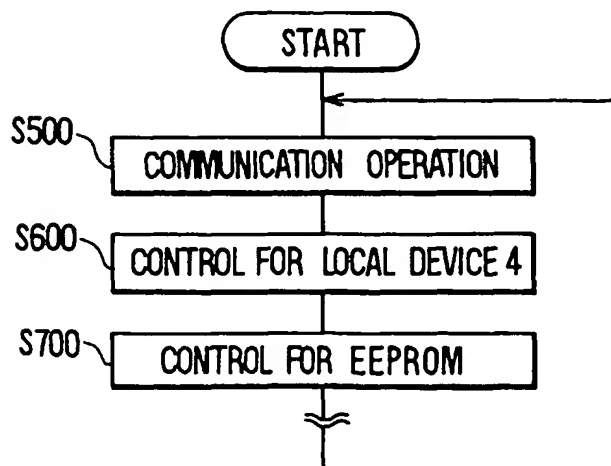 START
S500
COMMUNICATION OPERATION
S600
CONTROL FOR LOCAL DEVICE 4
S700
CONTROL FOR EEPROM